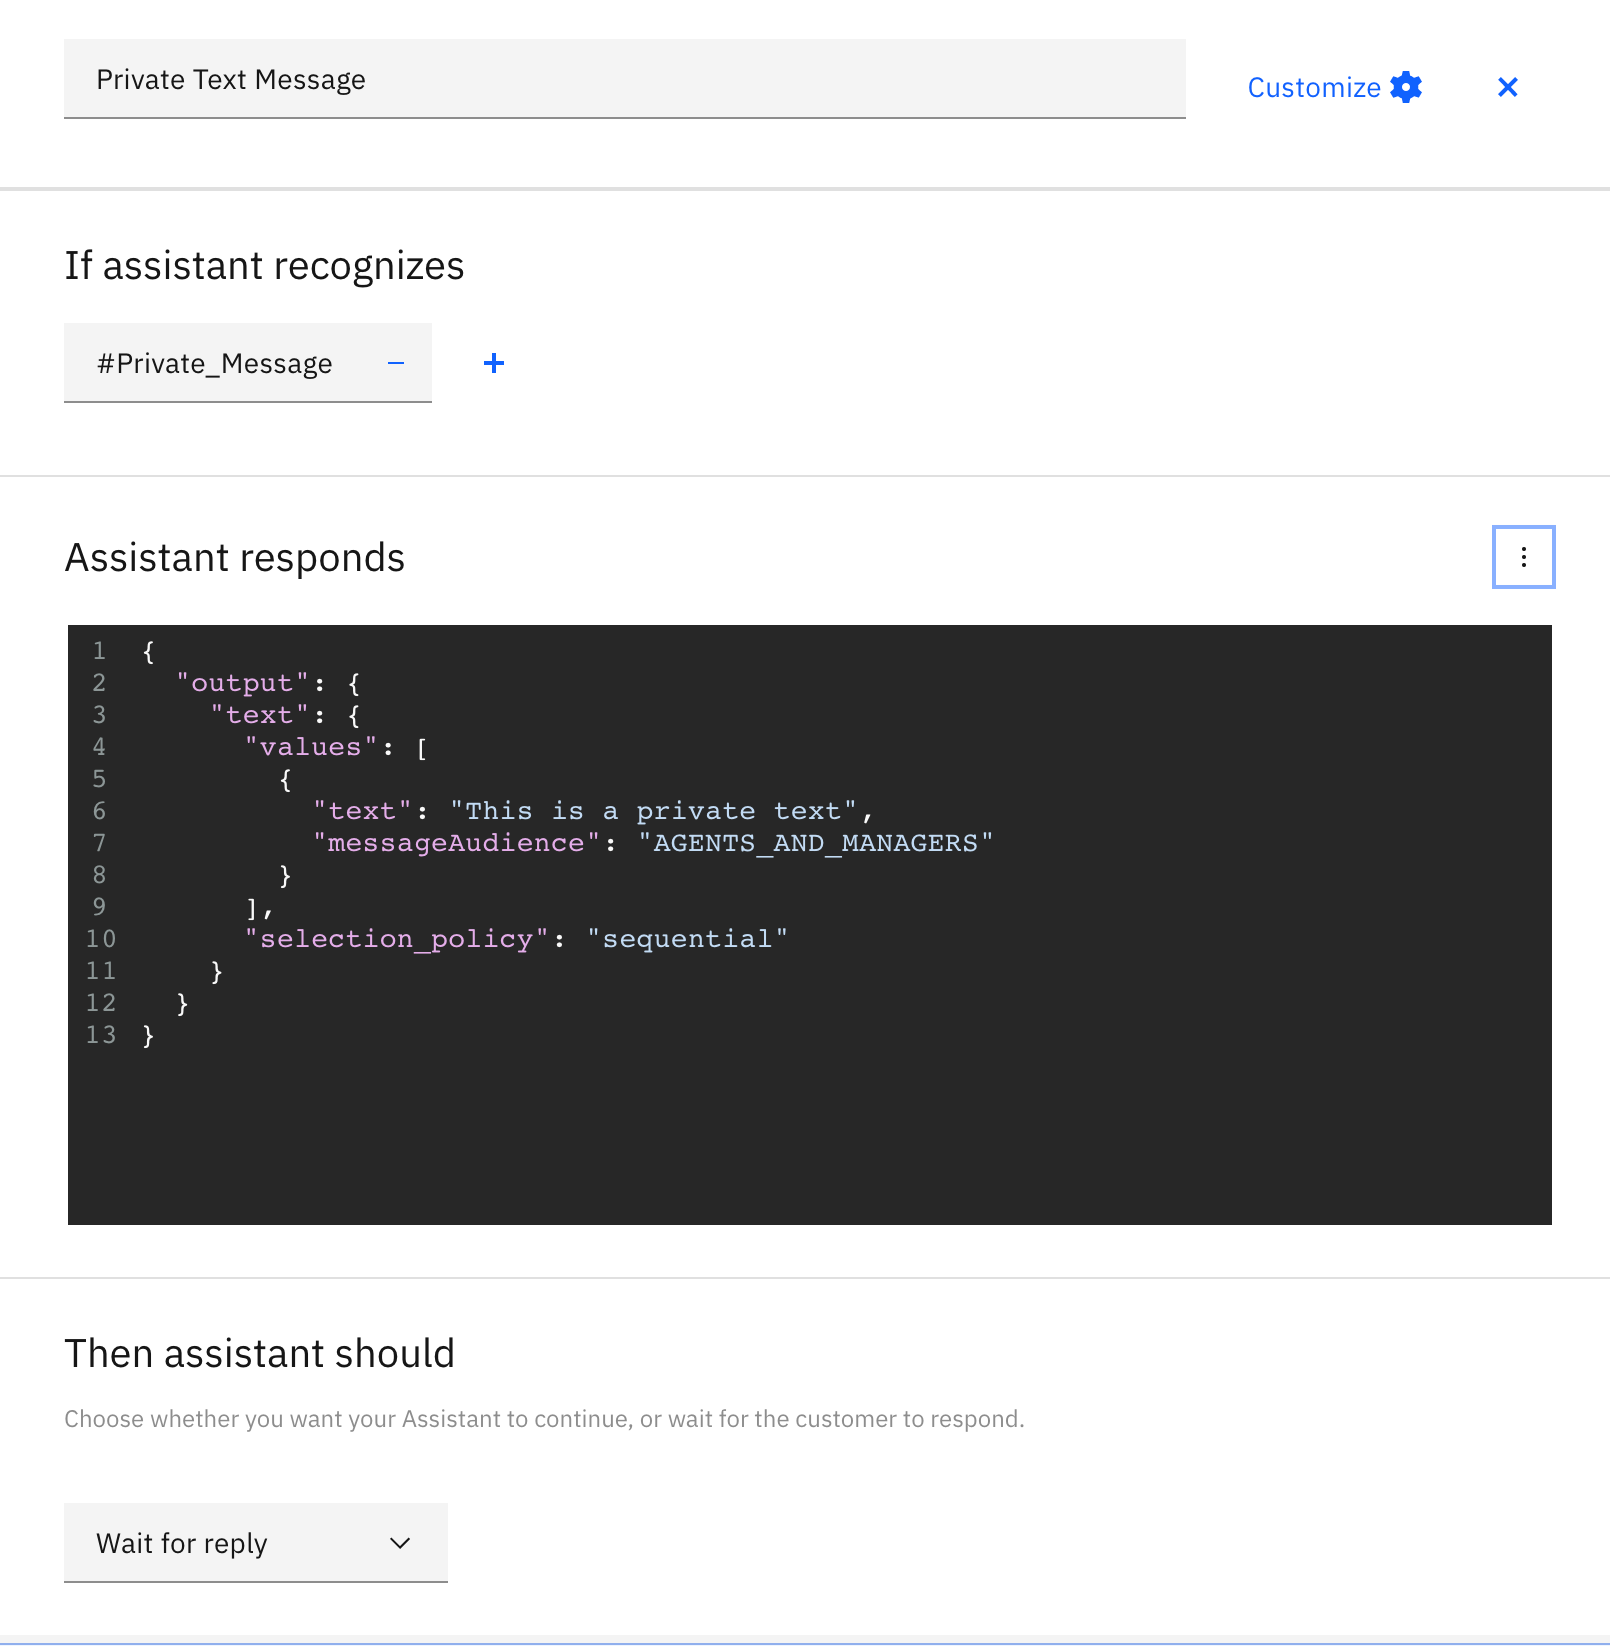 Private Text Message
Customize
If assistant recognizes
#Private_Message
Assistant responds
1 {
2   "output": {
3     "text": {
4       "values": [
5         {
6           "text": "This is a private text",
7           "messageAudience": "AGENTS_AND_MANAGERS"
8         }
9       ],
10       "selection_policy": "sequential"
11     }
12   }
13 }
Then assistant should
Choose whether you want your Assistant to continue, or wait for the customer to respond.
Wait for reply